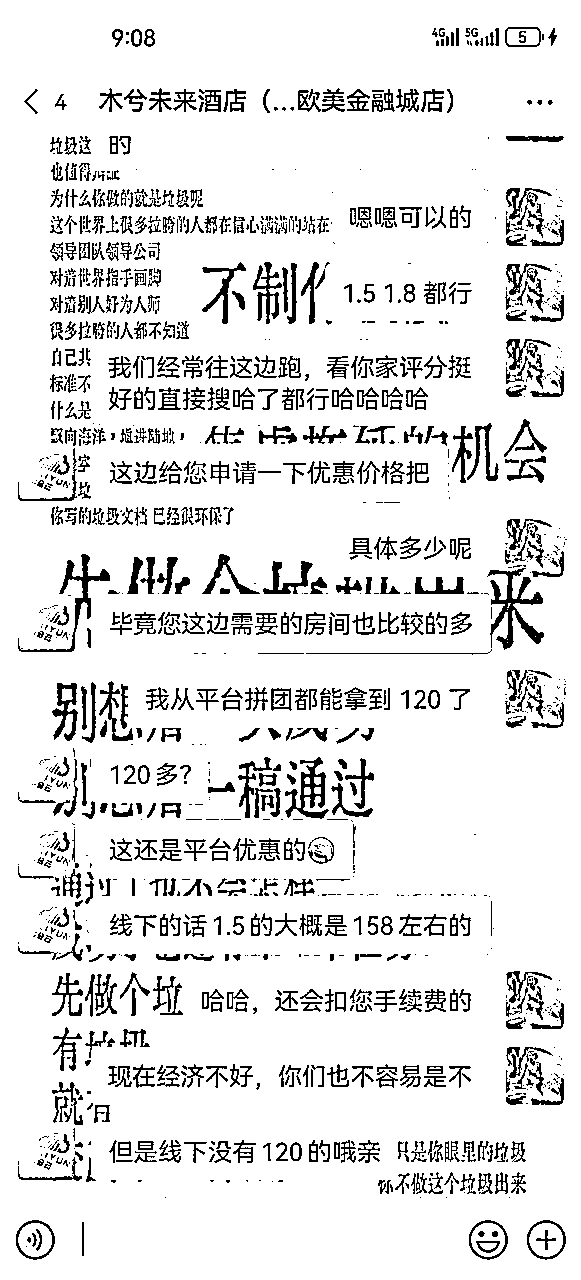 9:08
4G 5G 5
4 木兮未来酒店（...欧美金融城店）
垃圾这 的
也值得
为什么你做的就是垃圾呢
这个世界上很多拉胯的人都在信心满满的站在
嗯嗯可以的
领导团队领导公司
对着世界指手画脚
不制作
1.5 1.8 都行
对着别人好为人师
很多拉胯的人都不知道
自己其
我们经常往这边跑，看你家评分挺
标准不
好的直接搜哈了都行哈哈哈哈
什么是
机会
这边给您申请一下优惠价格把
你写的垃圾文档 已经很环保了
具体多少呢
先做个垃圾出来
毕竟您这边需要的房间也比较的多
别想
我从平台拼团都能拿到 120 了
120 多?
一稿通过
这还是平台优惠的
线下的话 1.5 的大概是 158 左右的
先做个垃
哈哈，还会扣您手续费的
有垃圾
现在经济不好，你们也不容易是不
就有
但是线下没有 120 的哦亲
只是你眼里的垃圾
你不做这个垃圾出来